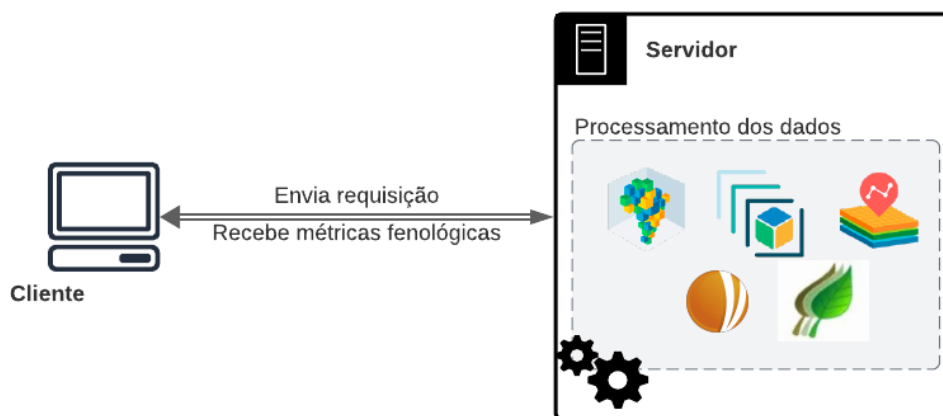 Servidor
Processamento dos dados
Envia requisição
Recebe métricas fenológicas
Cliente